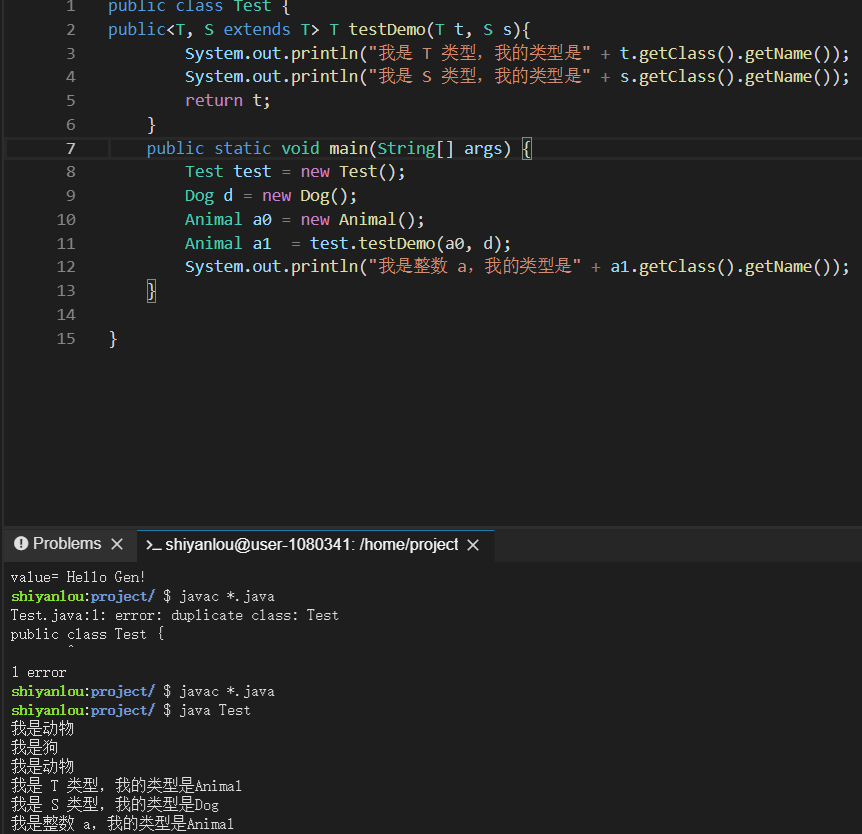 1 public class Test {
2 public<T, S extends T> T testDemo(T t, S s){
3 System.out.println("我是 T 类型，我的类型是" + t.getClass().getName());
4 System.out.println("我是 S 类型，我的类型是" + s.getClass().getName());
5 return t;
6 }
7 public static void main(String[] args) {
8 Test test = new Test();
9 Dog d = new Dog();
10 Animal a0 = new Animal();
11 Animal a1  = test.testDemo(a0, d);
12 System.out.println("我是整数 a，我的类型是" + a1.getClass().getName());
13 }
14
15 }
Problems
>_ shiyanlou@user-1080341: /home/project
value= Hello Gen!
shiyanlou:project/ $ javac *.java
Test.java:1: error: duplicate class: Test
public class Test {
^
1 error
shiyanlou:project/ $ javac *.java
shiyanlou:project/ $ java Test
我是动物
我是狗
我是动物
我是 T 类型，我的类型是Animal
我是 S 类型，我的类型是Dog
我是整数 a，我的类型是Animal